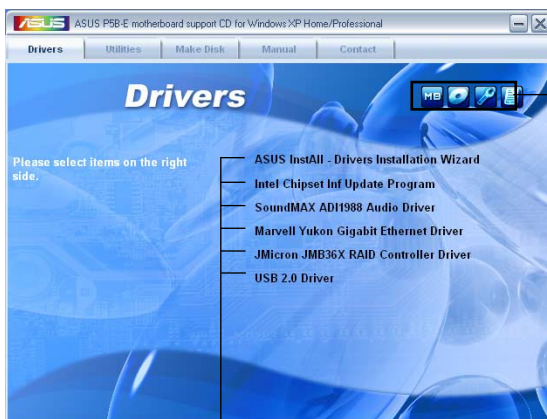 ASUS ASUS P5B-E motherboard support CD for Windows XP Home/Professional
Drivers Utilities Make Disk Manual Contact
Drivers
MB
Please select items on the right
side.
ASUS InstAll - Drivers Installation Wizard
Intel Chipset Inf Update Program
SoundMAX ADI1988 Audio Driver
Marvell Yukon Gigabit Ethernet Driver
JMicron JMB36X RAID Controller Driver
USB 2.0 Driver